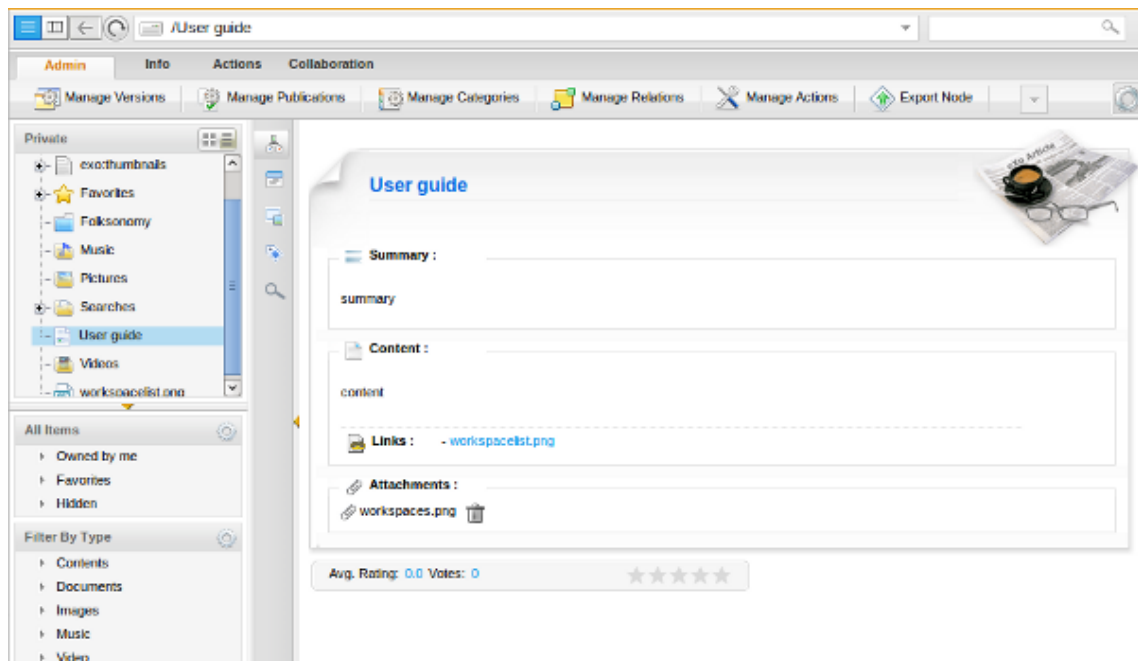 /User guide
Admin Info Actions Collaboration
Manage Versions Manage Publications Manage Categories Manage Relations Manage Actions Export Node
Private
exo:thumbnails
Favorites
Folksonomy
Music
Pictures
Searches
User guide
Videos
workspacelist.png
All Items
Owned by me
Favorites
Hidden
Filter By Type
Contents
Documents
Images
Music
Video
eXo Article
User guide
Summary :
summary
Content :
content
Links : - workspacelist.png
Attachments :
workspaces.png
Avg. Rating: 0.0 Votes: 0